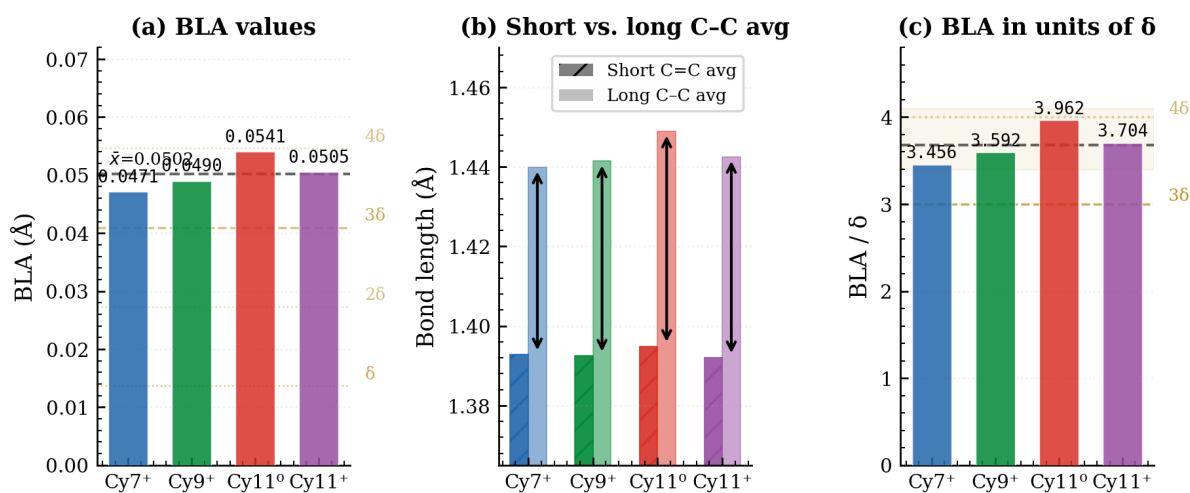 (a) BLA values
BLA (Å)
0.07
0.06
0.05
0.04
0.03
0.02
0.01
0.00
x̄=0.0502
0.0471
0.0490
0.0541
0.0505
4δ
3δ
2δ
δ
Cy7⁺ Cy9⁺ Cy11⁰ Cy11⁺
(b) Short vs. long C–C avg
Bond length (Å)
1.46
1.44
1.42
1.40
1.38
Short C=C avg
Long C–C avg
Cy7⁺ Cy9⁺ Cy11⁰ Cy11⁺
(c) BLA in units of δ
BLA / δ
4
3
2
1
0
3.456
3.592
3.962
3.704
4δ
3δ
Cy7⁺ Cy9⁺ Cy11⁰ Cy11⁺